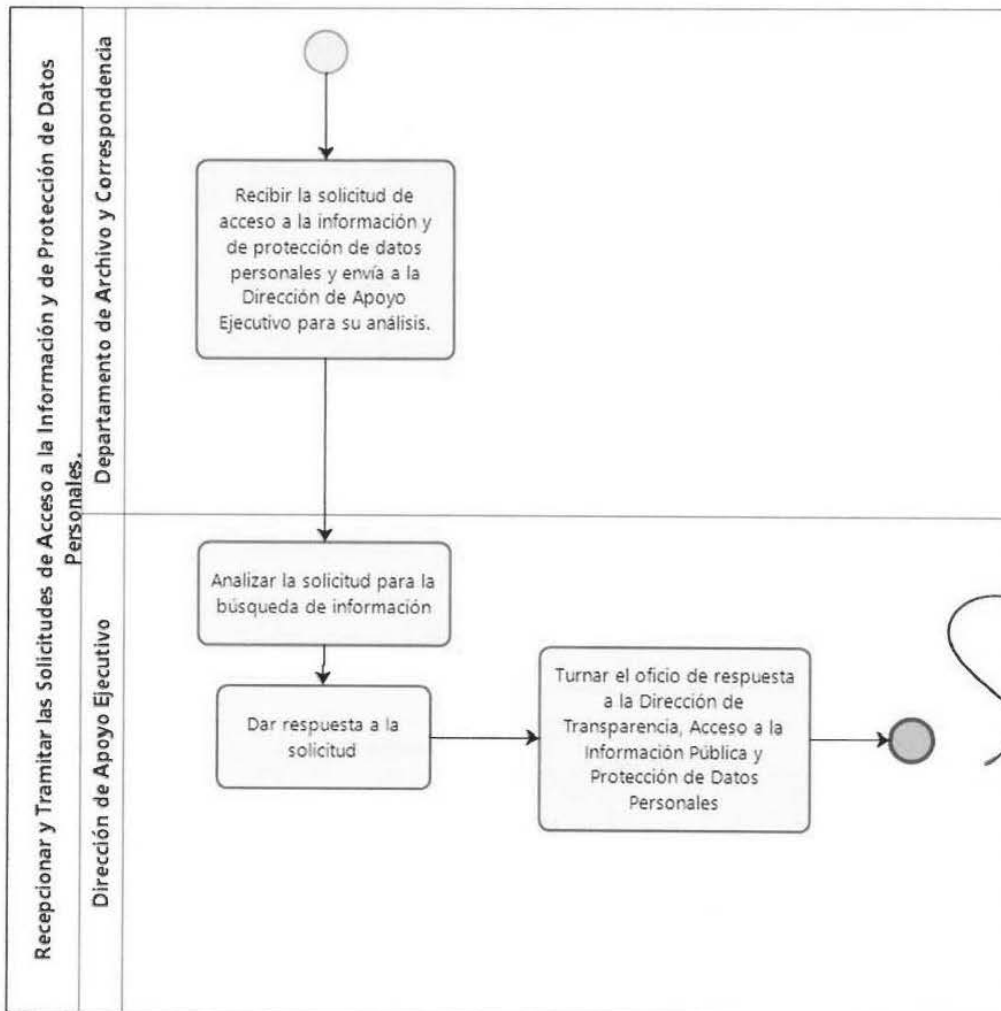 Recepcionar y Tramitar las Solicitudes de Acceso a la Información y de Protección de Datos
Personales.
Departamento de Archivo y Correspondencia
Recibir la solicitud de
acceso a la información y
de protección de datos
personales y envía a la
Dirección de Apoyo
Ejecutivo para su análisis.
Dirección de Apoyo Ejecutivo
Analizar la solicitud para la
búsqueda de información
Dar respuesta a la
solicitud
Turnar el oficio de respuesta
a la Dirección de
Transparencia, Acceso a la
Información Pública y
Protección de Datos
Personales